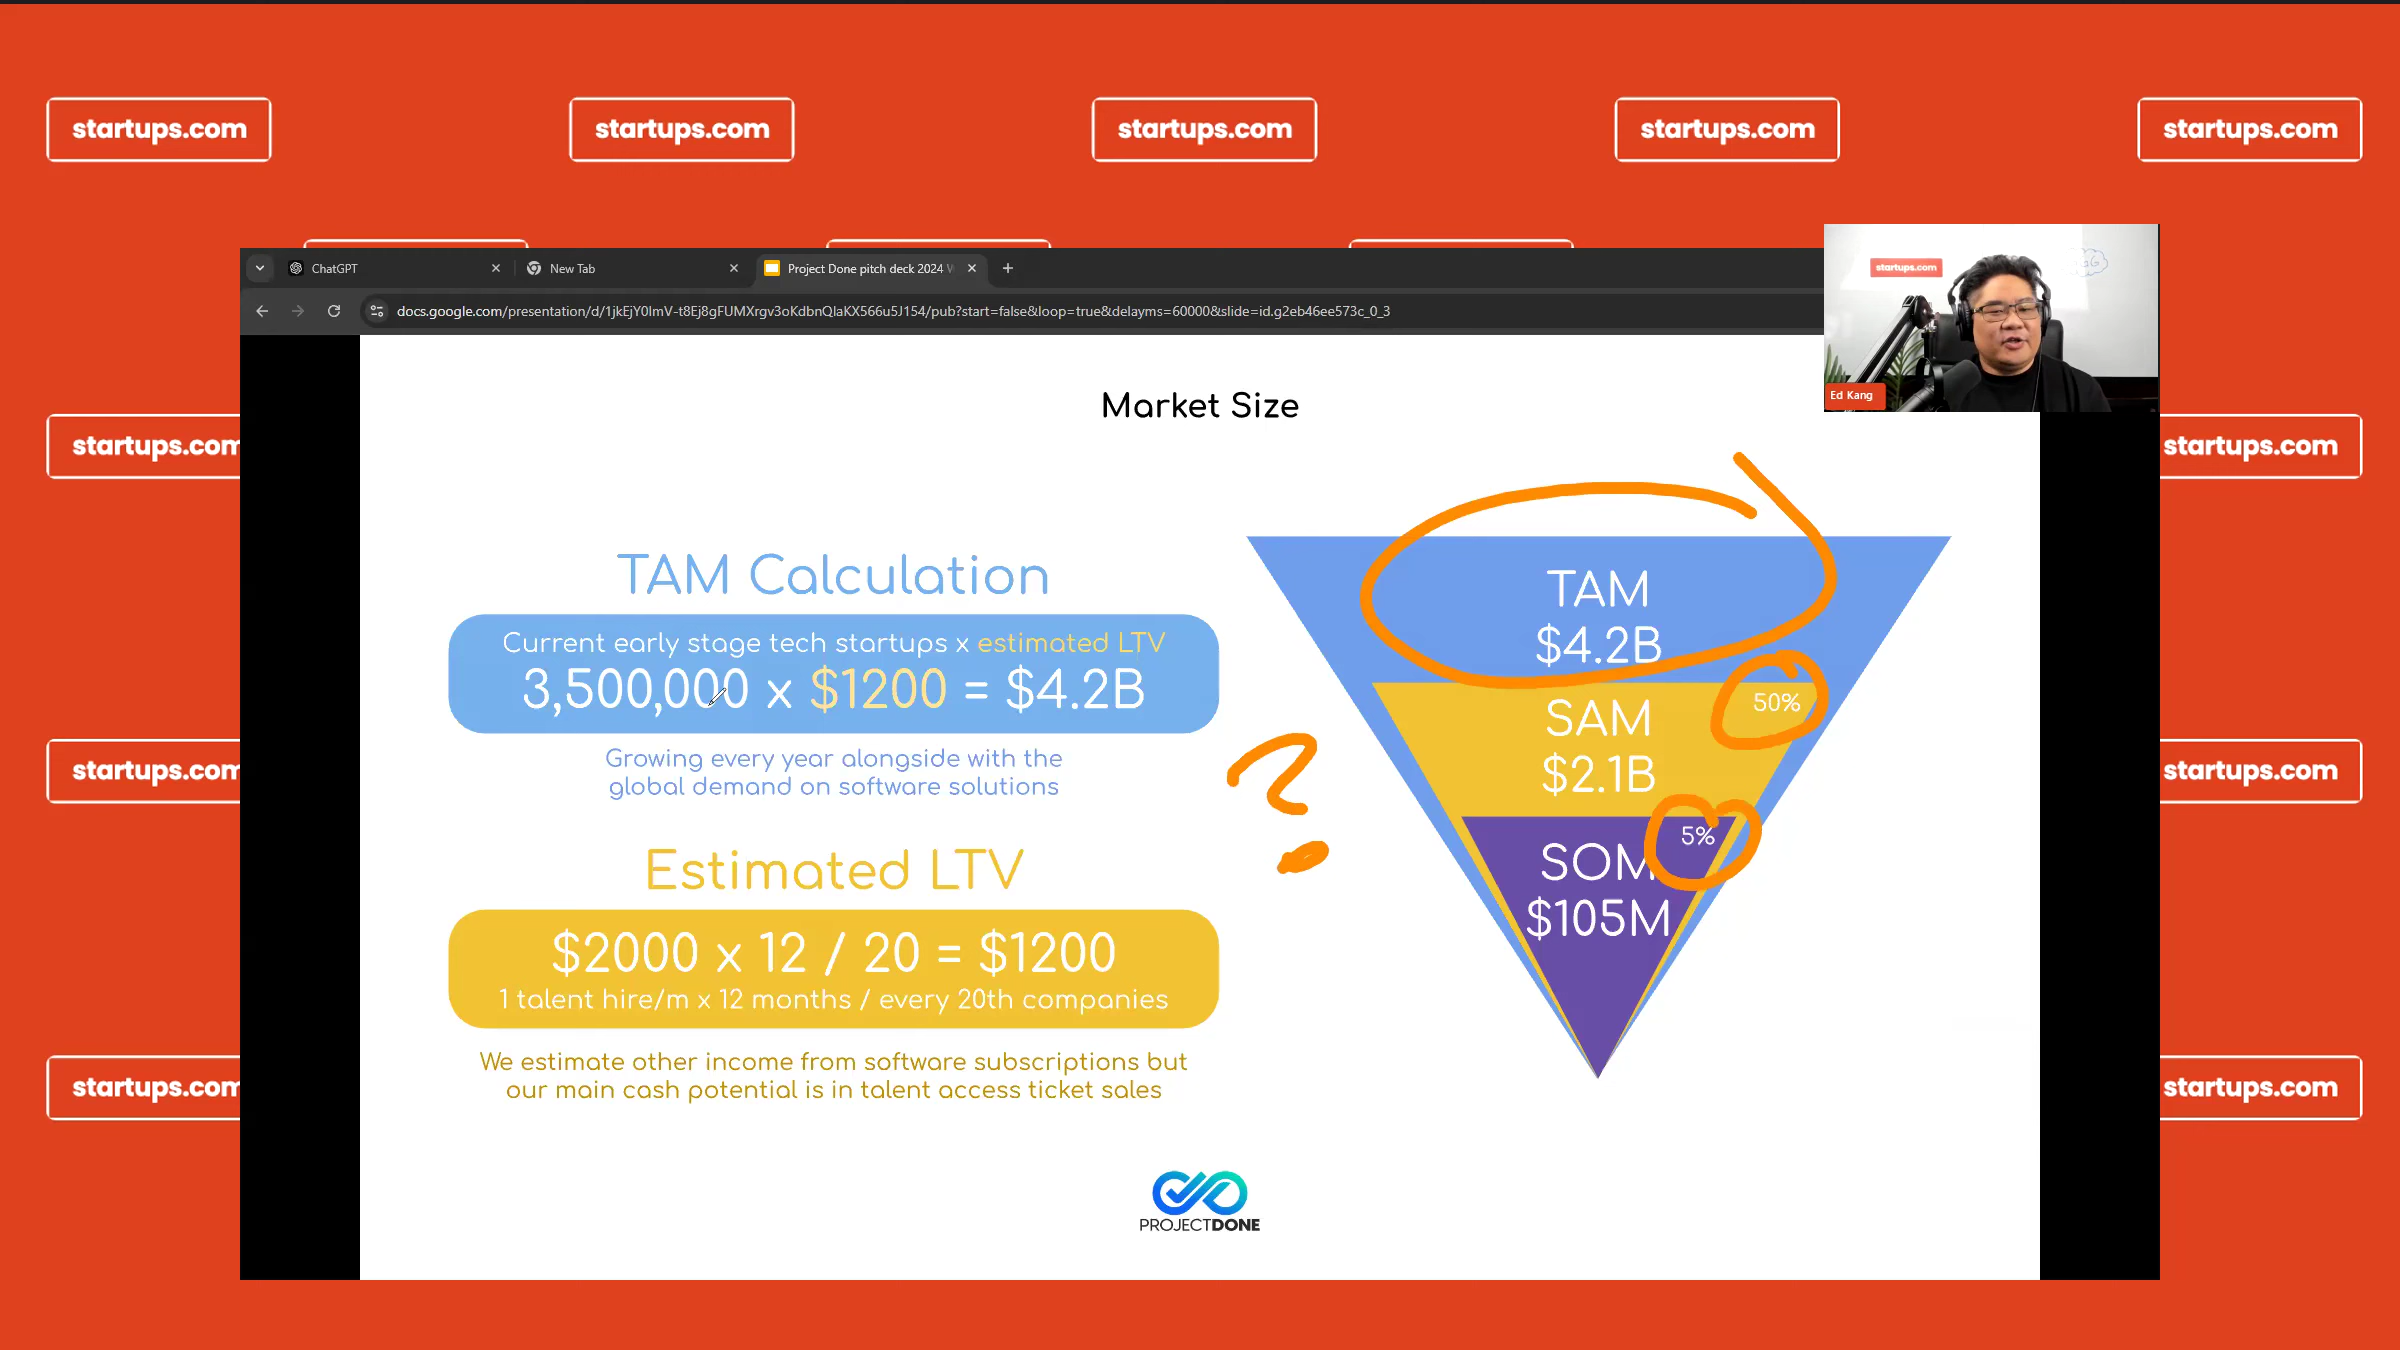 startups.com startups.com startups.com startups.com startups.com
ChatGPT
New Tab
Project Done pitch deck 2024
docs.google.com/presentation/d/1jkEjY0lmV-t8Ej8gFUMXrgv3oKdbnQlaKX566u5J154/pub?start=false&loop=true&delayms=60000&slide=id.g2eb46ee573c_0_3
startups.com
Ed Kang
Market Size
startups.com startups.com
TAM Calculation
Current early stage tech startups x estimated LTV
3,500,000 x $1200 = $4.2B
Growing every year alongside with the
global demand on software solutions
Estimated LTV
$2000 x 12 / 20 = $1200
1 talent hire/m x 12 months / every 20th companies
We estimate other income from software subscriptions but
our main cash potential is in talent access ticket sales
TAM
$4.2B
50%
SAM
$2.1B
5%
SOM
$105M
?
startups.com startups.com
startups.com startups.com
PROJECTDONE